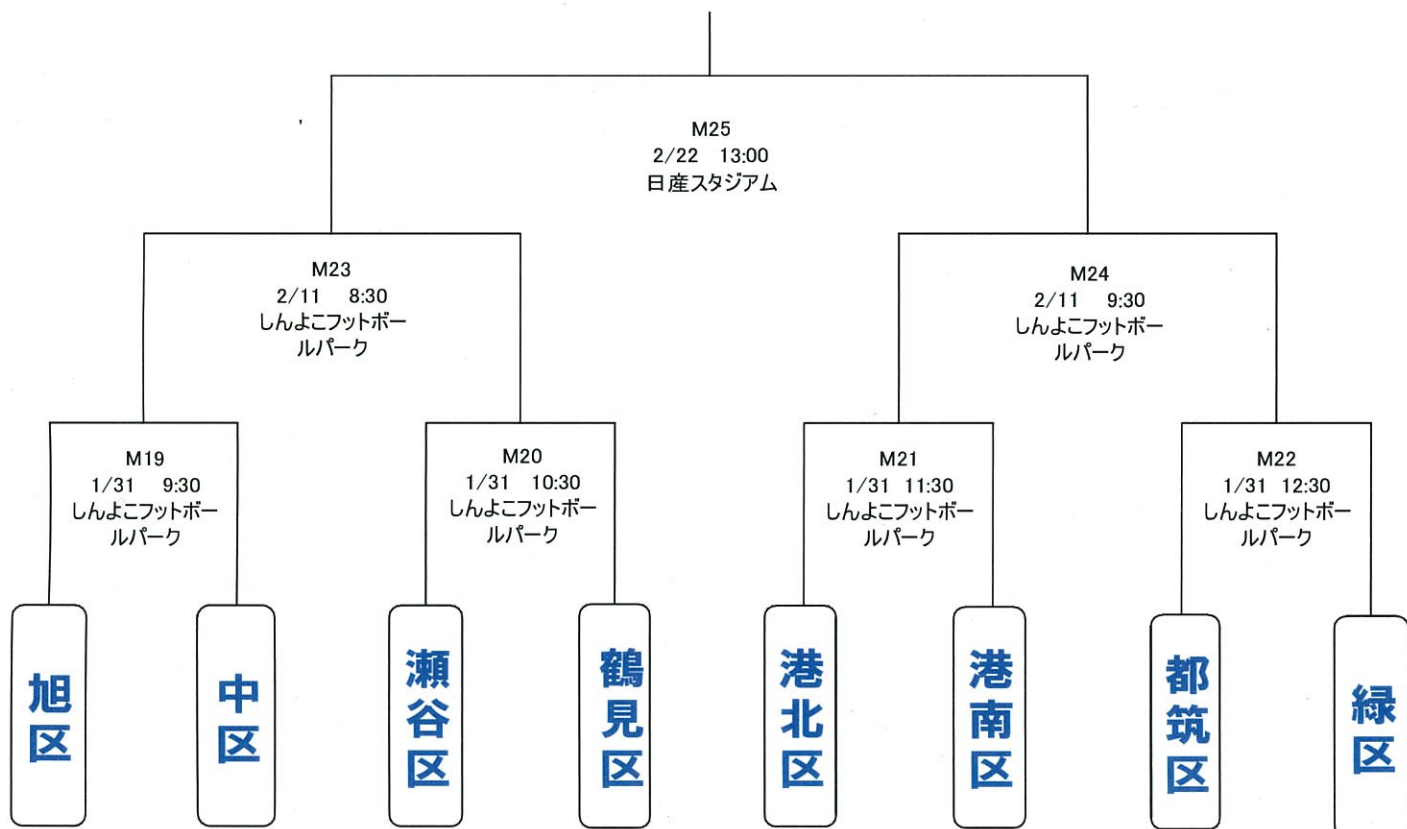 M25
2/22 13:00
日産スタジアム
M23
2/11 8:30
しんよこフットボー
ルパーク
M24
2/11 9:30
しんよこフットボー
ルパーク
M19
1/31 9:30
しんよこフットボー
ルパーク
M20
1/31 10:30
しんよこフットボー
ルパーク
M21
1/31 11:30
しんよこフットボー
ルパーク
M22
1/31 12:30
しんよこフットボー
ルパーク
旭区
中区
瀬谷区
鶴見区
港北区
港南区
都筑区
緑区